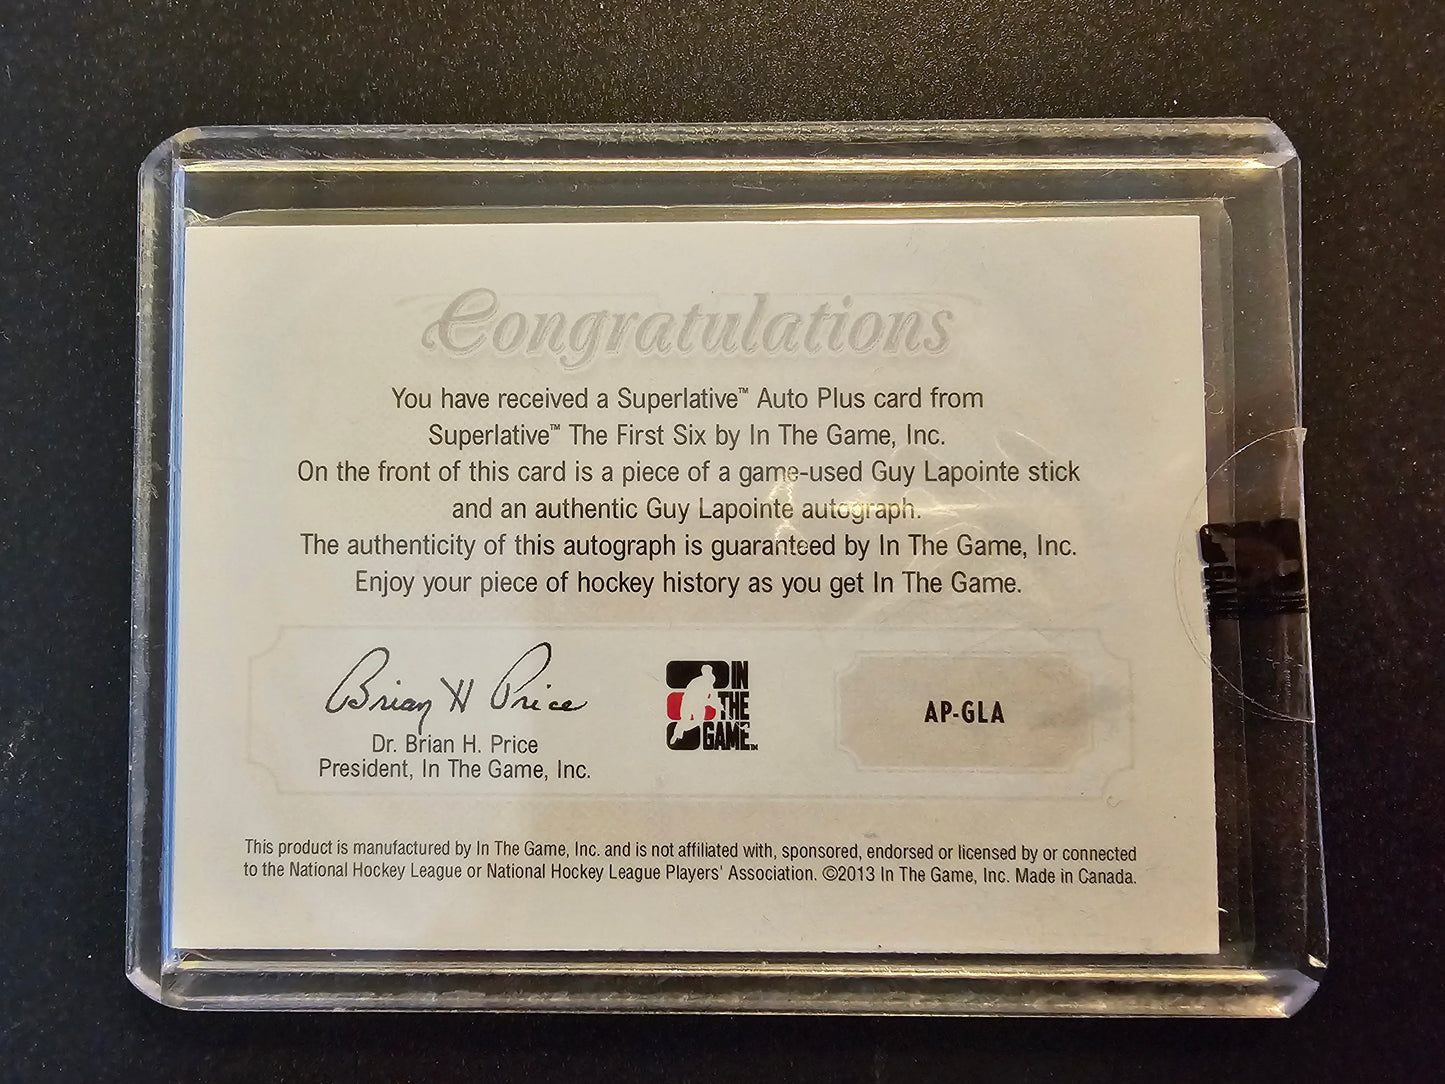 Congratulations
You have received a Superlative™ Auto Plus card from
Superlative™ The First Six by In The Game, Inc.
On the front of this card is a piece of a game-used Guy Lapointe stick
and an authentic Guy Lapointe autograph.
The authenticity of this autograph is guaranteed by In The Game, Inc.
Enjoy your piece of hockey history as you get In The Game.
Brian H Price
Dr. Brian H. Price
President, In The Game, Inc.
IN
THE
GAME™
AP-GLA
This product is manufactured by In The Game, Inc. and is not affiliated with, sponsored, endorsed or licensed by or connected
to the National Hockey League or National Hockey League Players' Association. ©2013 In The Game, Inc. Made in Canada.